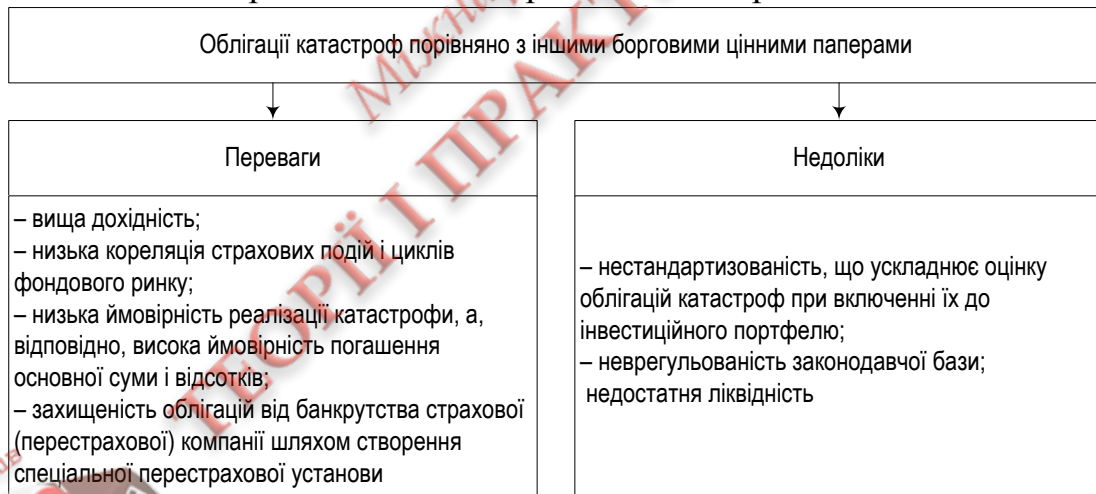 Облігації катастроф порівняно з іншими борговими цінними паперами
Переваги
– вища дохідність;
– низька кореляція страхових подій і циклів
фондового ринку;
– низька ймовірність реалізації катастрофи, а,
відповідно, висока ймовірність погашення
основної суми і відсотків;
– захищеність облігацій від банкрутства страхової
(перестрахової) компанії шляхом створення
спеціальної перестрахової установи
Недоліки
– нестандартизованість, що ускладнює оцінку
облігацій катастроф при включенні їх до
інвестиційного портфелю;
– неврегульованість законодавчої бази;
недостатня ліквідність
ТЕОРІЇ І ПРАКТ